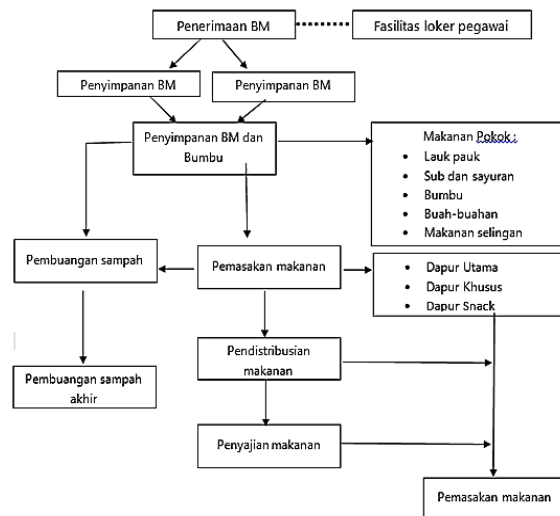 Penerimaan BM
Fasilitas loker pegawai
Penyimpanan BM
Penyimpanan BM
Penyimpanan BM dan
Bumbu
Makanan Pokok :
• Lauk pauk
• Sub dan sayuran
• Bumbu
• Buah-buahan
• Makanan selingan
Pembuangan sampah
Pemasakan makanan
• Dapur Utama
• Dapur Khusus
• Dapur Snack
Pendistribusian
makanan
Pembuangan sampah
akhir
Penyajian makanan
Pemasakan makanan